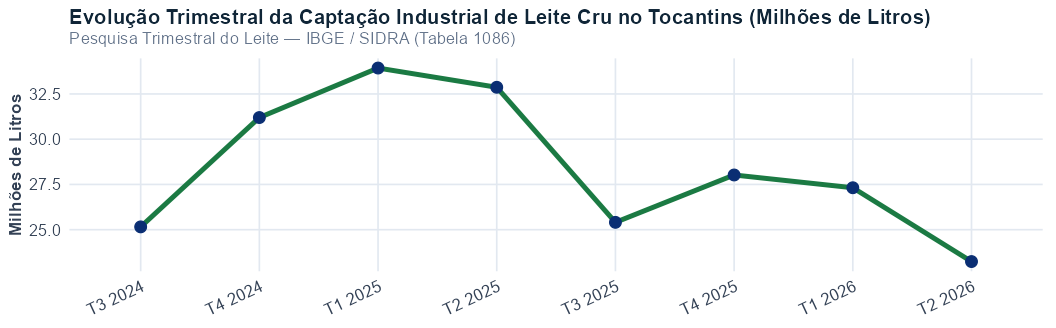 Evolução Trimestral da Captação Industrial de Leite Cru no Tocantins (Milhões de Litros)
Pesquisa Trimestral do Leite — IBGE / SIDRA (Tabela 1086)
Milhões de Litros
32.5
30.0
27.5
25.0
T3 2024
T4 2024
T1 2025
T2 2025
T3 2025
T4 2025
T1 2026
T2 2026